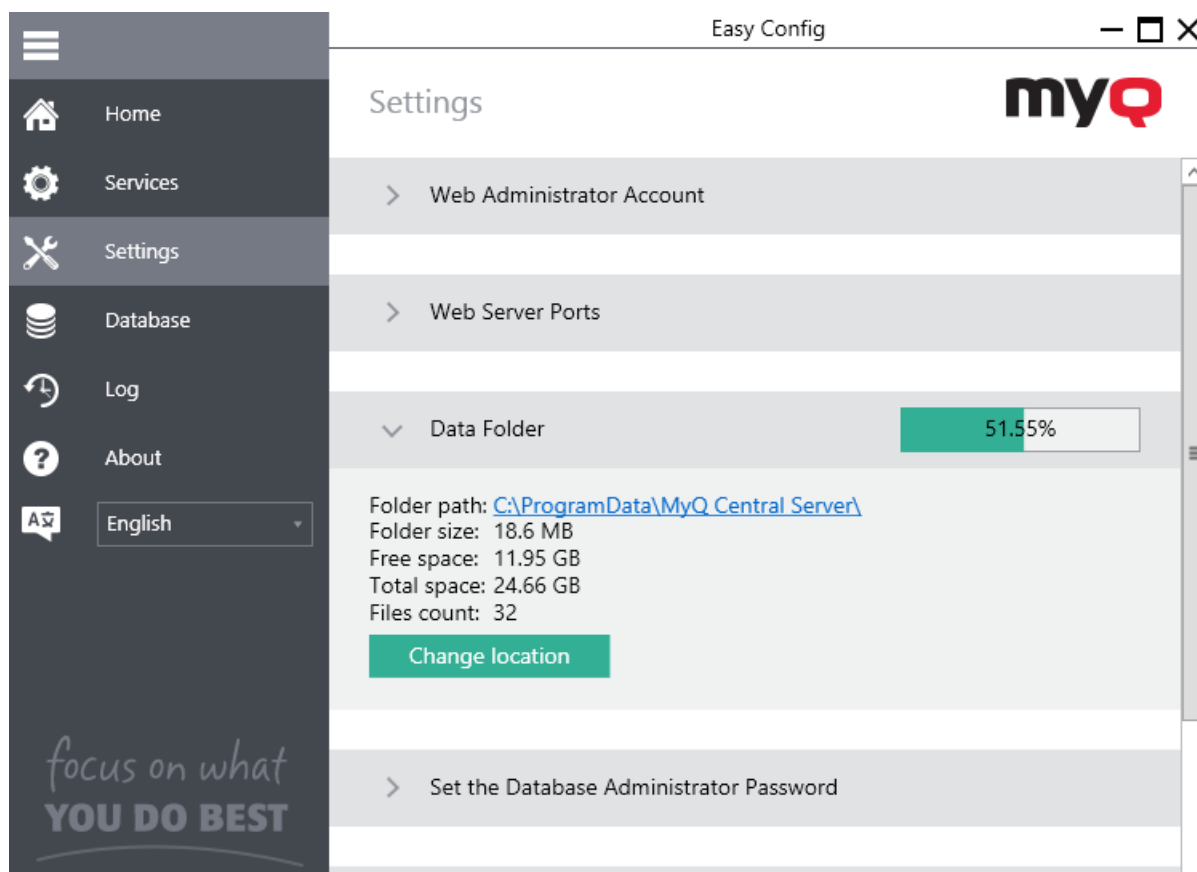 Easy Config
Home
Services
Settings
Database
Log
About
A
English
focus on what
YOU DO BEST
Settings
myQ
Web Administrator Account
Web Server Ports
Data Folder
51.55%
Folder path: C:\ProgramData\MyQ Central Server\
Folder size: 18.6 MB
Free space: 11.95 GB
Total space: 24.66 GB
Files count: 32
Change location
Set the Database Administrator Password